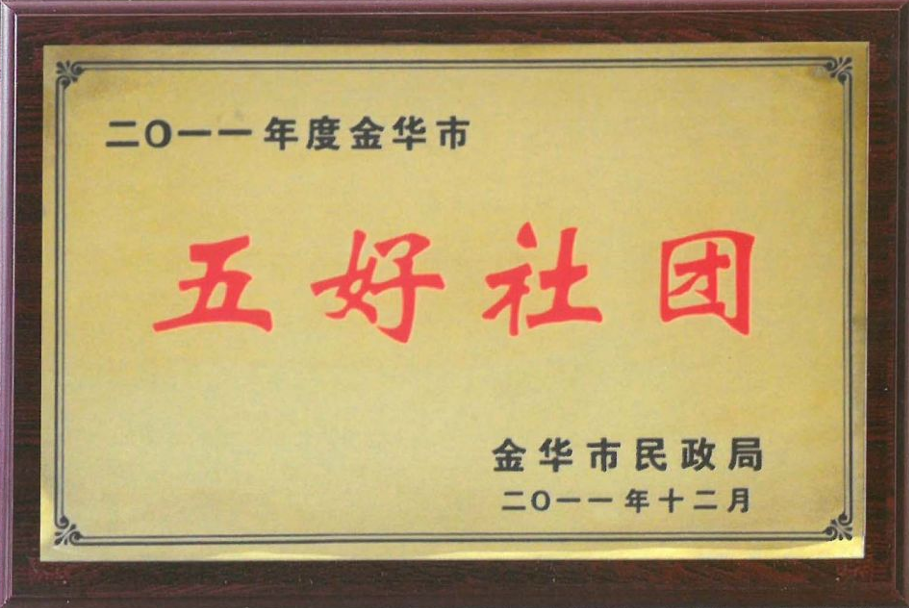 二〇一一年度金华市
五好社团
金华市民政局
二〇一一年十二月